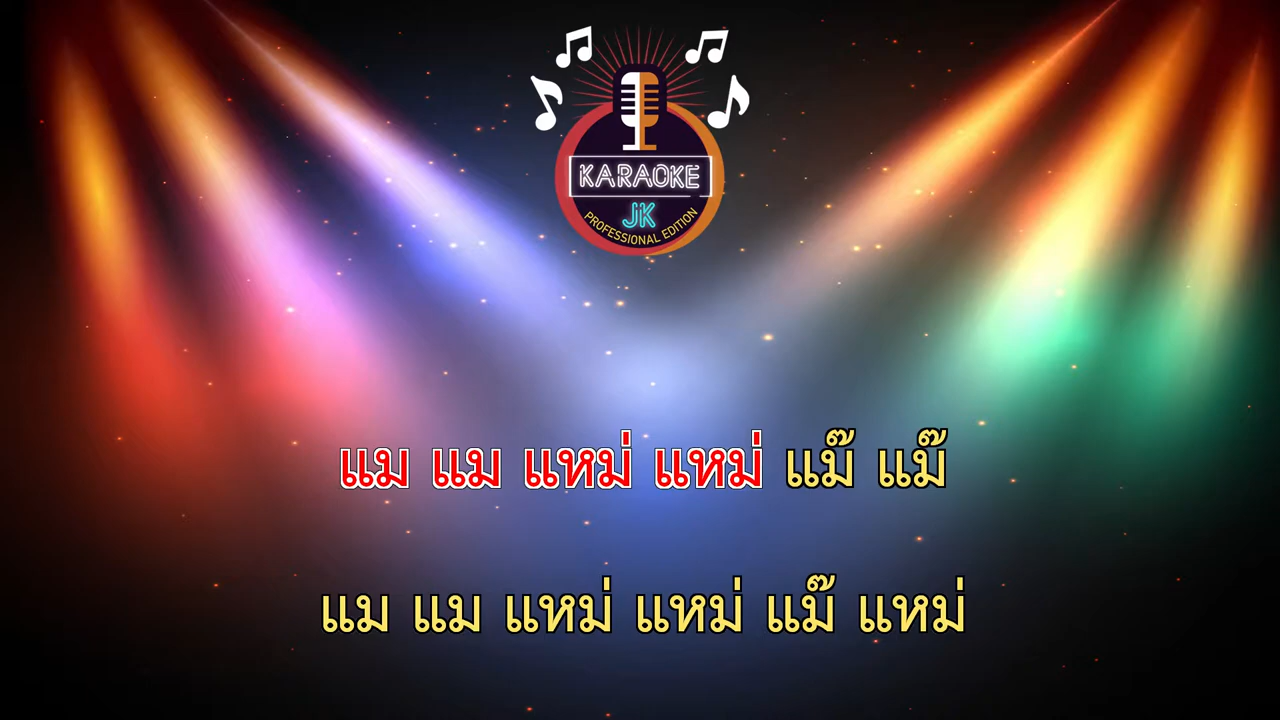 KARAOKE
JK
PROFESSIONAL EDITION
แม แม แหม่ แหม่ แม๊ แม๊
แม แม แหม่ แหม่ แม๊ แหม่